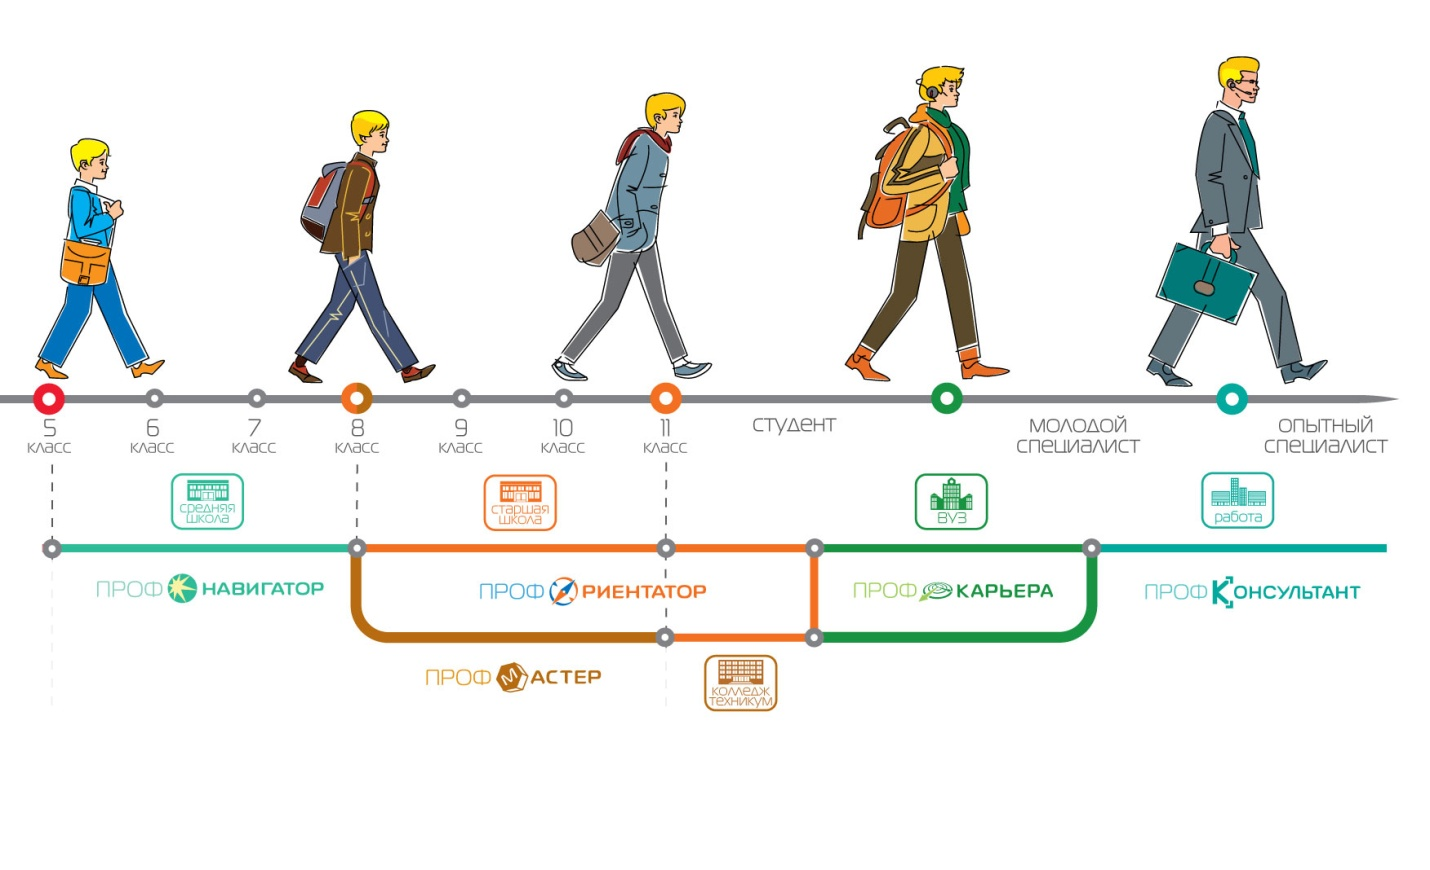 5
класс
6
класс
7
класс
8
класс
9
класс
10
класс
11
класс
студент
молодой
специалист
опытный
специалист
средняя
школа
старшая
школа
ВУЗ
работа
ПРОФ НАВИГАТОР
ПРОФ РИЕНТАТОР
ПРОФ КАРЬЕРА
ПРОФ КОНСУЛЬТАНТ
ПРОФ МАСТЕР
колледж
техникум